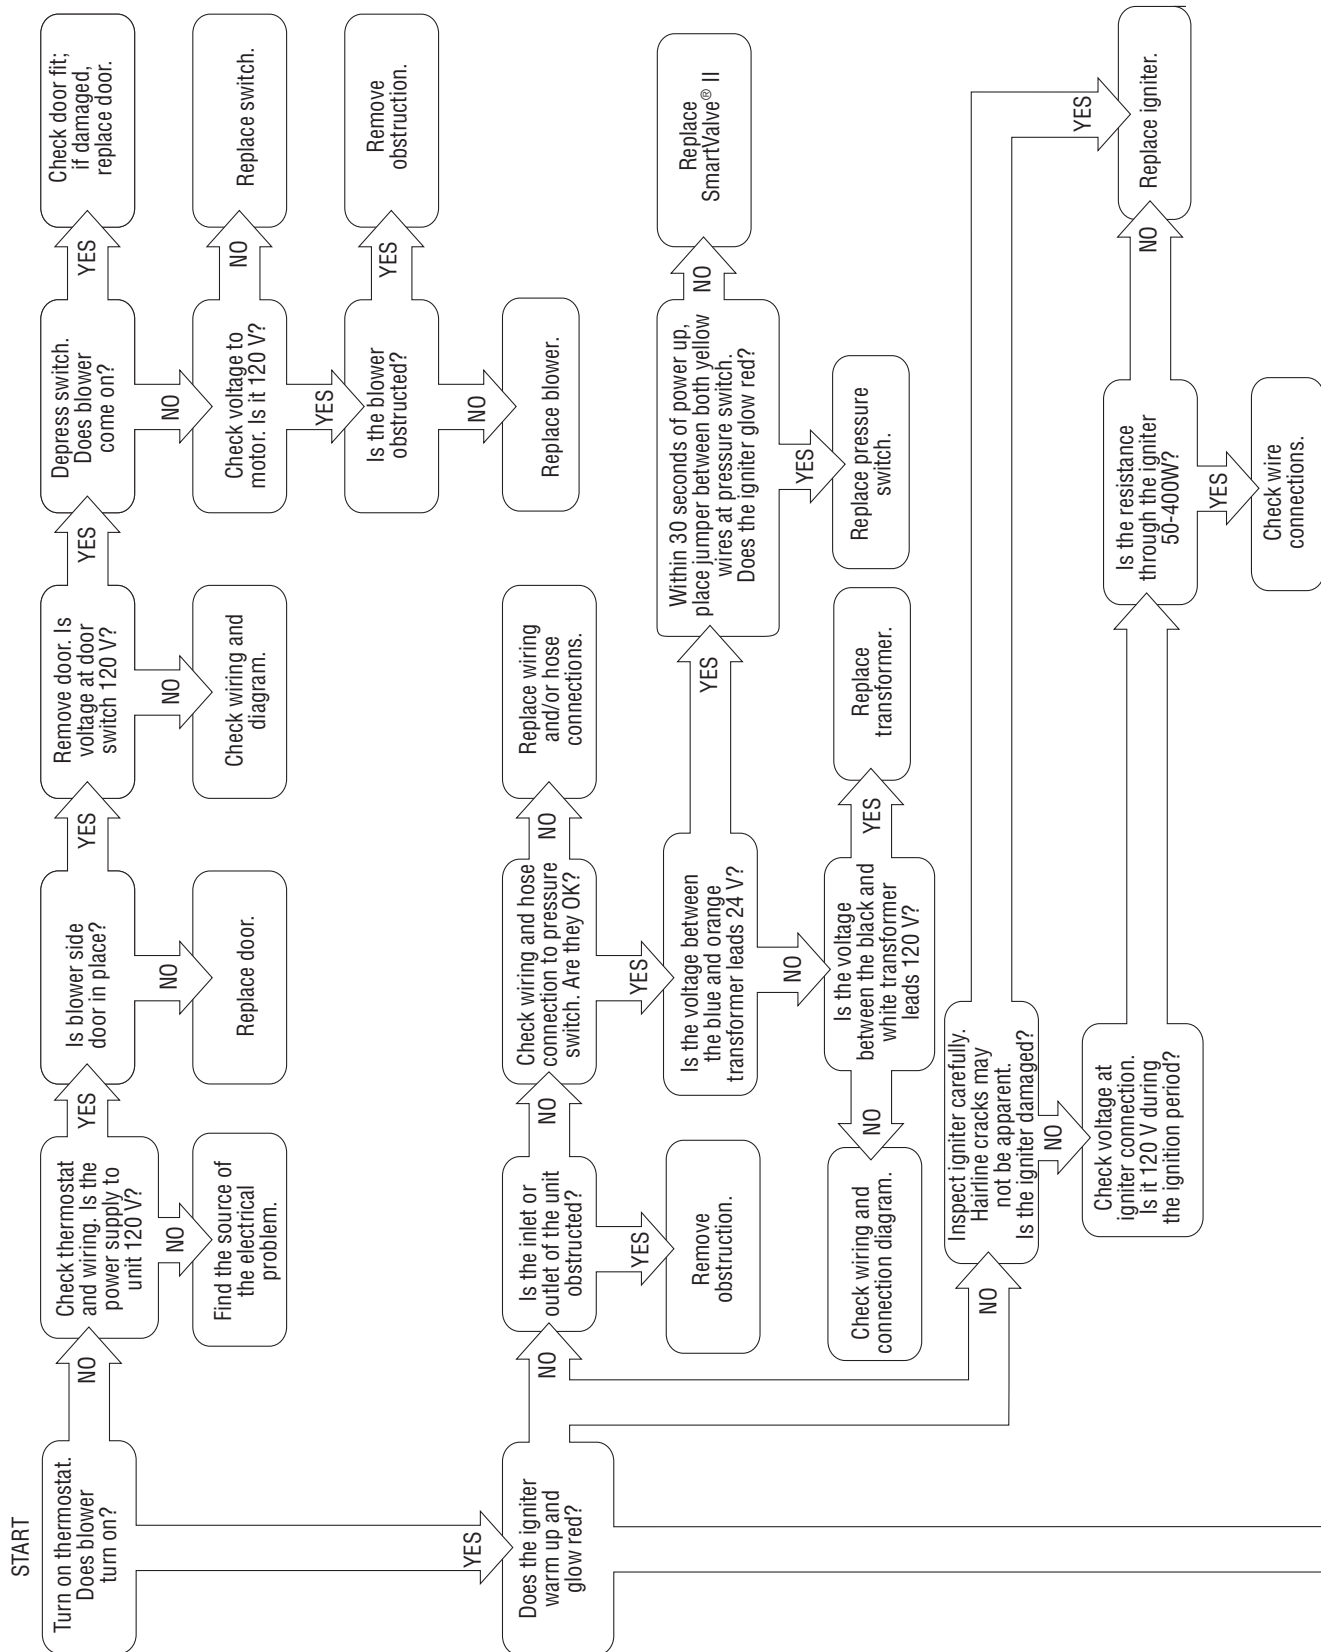 START
Turn on thermostat.
Does blower
turn on?
NO
Check thermostat
and wiring. Is the
power supply to
unit 120 V?
YES
Is blower side
door in place?
YES
Remove door. Is
voltage at door
switch 120 V?
YES
Depress switch.
Does blower
come on?
YES
Check door fit;
if damaged,
replace door.
NO
Find the source of
the electrical
problem.
NO
Replace door.
NO
Check wiring and
diagram.
NO
Check voltage to
motor. Is it 120 V?
NO
Replace switch.
YES
Is the blower
obstructed?
YES
Remove
obstruction.
NO
Replace blower.
YES
Does the igniter
warm up and
glow red?
NO
Is the inlet or
outlet of the unit
obstructed?
NO
Check wiring and hose
connection to pressure
switch. Are they OK?
NO
Replace wiring
and/or hose
connections.
YES
Remove
obstruction.
YES
Is the voltage between
the blue and orange
transformer leads 24 V?
YES
Within 30 seconds of power up,
place jumper between both yellow
wires at pressure switch.
Does the igniter glow red?
NO
Replace
SmartValve® II
YES
Replace pressure
switch.
NO
Is the voltage
between the black and
white transformer
leads 120 V?
YES
Replace
transformer.
NO
Check wiring and
connection diagram.
NO
Inspect igniter carefully.
Hairline cracks may
not be apparent.
Is the igniter damaged?
YES
Replace igniter.
NO
Check voltage at
igniter connection.
Is it 120 V during
the ignition period?
Is the resistance
through the igniter
50-400W?
NO
YES
Check wire
connections.